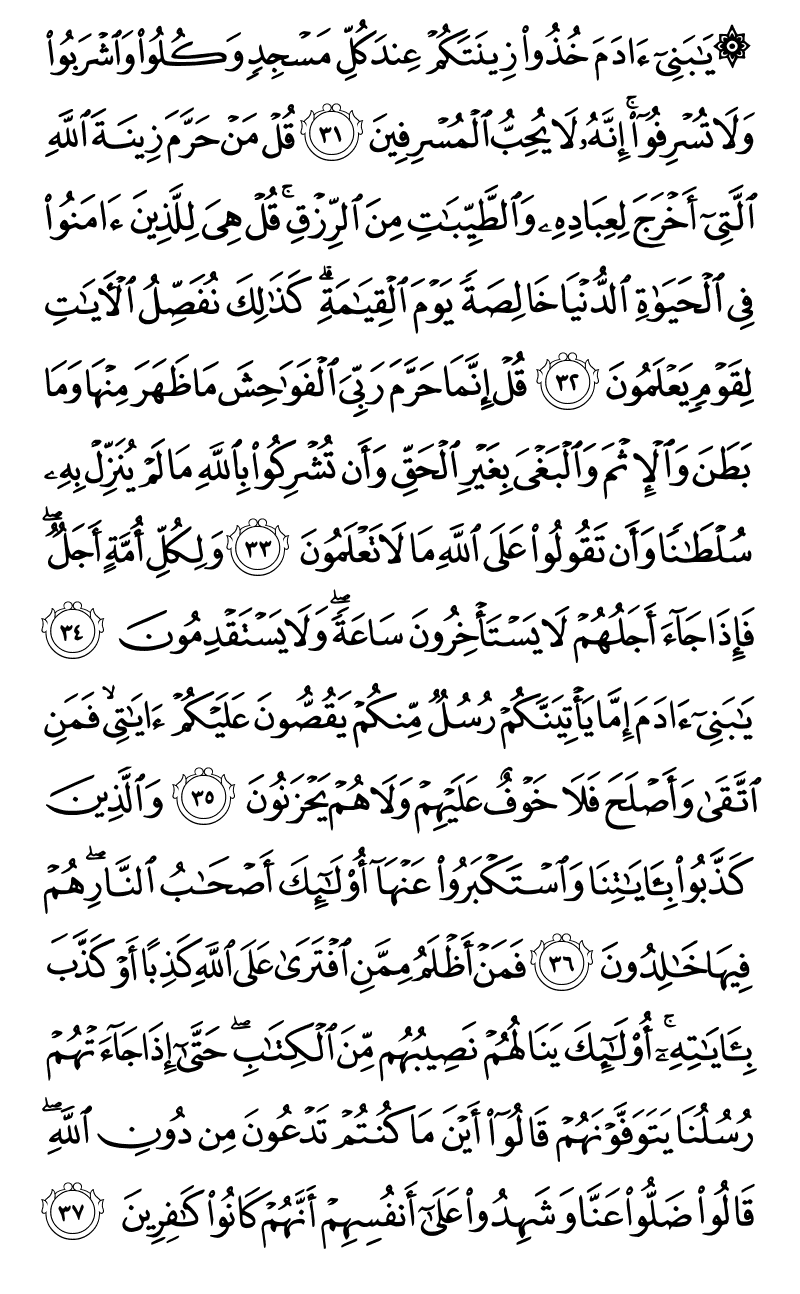 ۞ يَٰبَنِىٓ ءَادَمَ خُذُوا۟ زِينَتَكُمْ عِندَ كُلِّ مَسْجِدٍ وَكُلُوا۟ وَٱشْرَبُوا۟
وَلَا تُسْرِفُوٓا۟ ۚ إِنَّهُۥ لَا يُحِبُّ ٱلْمُسْرِفِينَ ٣١ قُلْ مَنْ حَرَّمَ زِينَةَ ٱللَّهِ
ٱلَّتِىٓ أَخْرَجَ لِعِبَادِهِۦ وَٱلطَّيِّبَٰتِ مِنَ ٱلرِّزْقِ ۚ قُلْ هِىَ لِلَّذِينَ ءَامَنُوا۟
فِى ٱلْحَيَوٰةِ ٱلدُّنْيَا خَالِصَةً يَوْمَ ٱلْقِيَٰمَةِ ۗ كَذَٰلِكَ نُفَصِّلُ ٱلْءَايَٰتِ
لِقَوْمٍ يَعْلَمُونَ ٣٢ قُلْ إِنَّمَا حَرَّمَ رَبِّىَ ٱلْفَوَٰحِشَ مَا ظَهَرَ مِنْهَا وَمَا
بَطَنَ وَٱلْإِثْمَ وَٱلْبَغْىَ بِغَيْرِ ٱلْحَقِّ وَأَن تُشْرِكُوا۟ بِٱللَّهِ مَا لَمْ يُنَزِّلْ بِهِۦ
سُلْطَٰنًا وَأَن تَقُولُوا۟ عَلَى ٱللَّهِ مَا لَا تَعْلَمُونَ ٣٣ وَلِكُلِّ أُمَّةٍ أَجَلٌ ۖ
فَإِذَا جَآءَ أَجَلُهُمْ لَا يَسْتَأْخِرُونَ سَاعَةً ۖ وَلَا يَسْتَقْدِمُونَ ٣٤
يَٰبَنِىٓ ءَادَمَ إِمَّا يَأْتِيَنَّكُمْ رُسُلٌ مِّنكُمْ يَقُصُّونَ عَلَيْكُمْ ءَايَٰتِى ۙ فَمَنِ
ٱتَّقَىٰ وَأَصْلَحَ فَلَا خَوْفٌ عَلَيْهِمْ وَلَا هُمْ يَحْزَنُونَ ٣٥ وَٱلَّذِينَ
كَذَّبُوا۟ بِـَٔايَٰتِنَا وَٱسْتَكْبَرُوا۟ عَنْهَآ أُو۟لَٰٓئِكَ أَصْحَٰبُ ٱلنَّارِ ۖ هُمْ
فِيهَا خَٰلِدُونَ ٣٦ فَمَنْ أَظْلَمُ مِمَّنِ ٱفْتَرَىٰ عَلَى ٱللَّهِ كَذِبًا أَوْ كَذَّبَ
بِـَٔايَٰتِهِۦٓ ۚ أُو۟لَٰٓئِكَ يَنَالُهُمْ نَصِيبُهُم مِّنَ ٱلْكِتَٰبِ ۖ حَتَّىٰٓ إِذَا جَآءَتْهُمْ
رُسُلُنَا يَتَوَفَّوْنَهُمْ قَالُوٓا۟ أَيْنَ مَا كُنتُمْ تَدْعُونَ مِن دُونِ ٱللَّهِ ۖ
قَالُوا۟ ضَلُّوا۟ عَنَّا وَشَهِدُوا۟ عَلَىٰٓ أَنفُسِهِمْ أَنَّهُمْ كَانُوا۟ كَٰفِرِينَ ٣٧